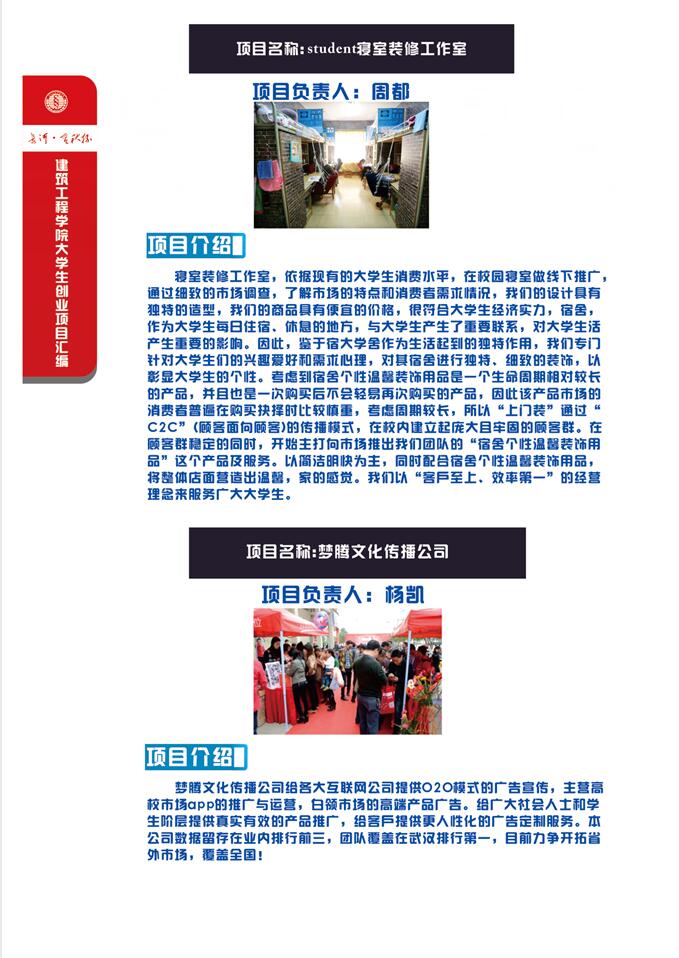 项目名称:student寝室装修工作室
项目负责人：周都
建筑工程学院大学生创业项目汇编
项目介绍
寝室装修工作室，依据现有的大学生消费水平，在校园寝室做线下推广，
通过细致的市场调查，了解市场的特点和消费者需求情况，我们的设计具有
独特的造型，我们的商品具有便宜的价格，很符合大学生经济实力，宿舍，
作为大学生每日住宿、休息的地方，与大学生产生了重要联系，对大学生活
产生重要的影响。因此，鉴于宿大学舍作为生活起到的独特作用，我们专门
针对大学生们的兴趣爱好和需求心理，对其宿舍进行独特、细致的装饰，以
彰显大学生的个性。考虑到宿舍个性温馨装饰用品是一个生命周期相对较长
的产品，并且也是一次购买后不会轻易再次购买的产品，因此该产品市场的
消费者普遍在购买抉择时比较慎重，考虑周期较长，所以“上门装”通过“
C2C”(顾客面向顾客)的传播模式，在校内建立起庞大且牢固的顾客群。在
顾客群稳定的同时，开始主打向市场推出我们团队的“宿舍个性温馨装饰用
品”这个产品及服务。以简洁明快为主，同时配合宿舍个性温馨装饰用品，
将整体店面营造出温馨，家的感觉。我们以“客戶至上、效率第一”的经营
理念来服务广大大学生。
项目名称:梦腾文化传播公司
项目负责人：杨凯
项目介绍
梦腾文化传播公司给各大互联网公司提供O2O模式的广告宣传，主营高
校市场app的推广与运营，白领市场的高端产品广告。给广大社会人士和学
生阶层提供真实有效的产品推广，给客戶提供更人性化的广告定制服务。本
公司数据留存在业内排行前三，团队覆盖在武汉排行第一，目前力争开拓省
外市场，覆盖全国！